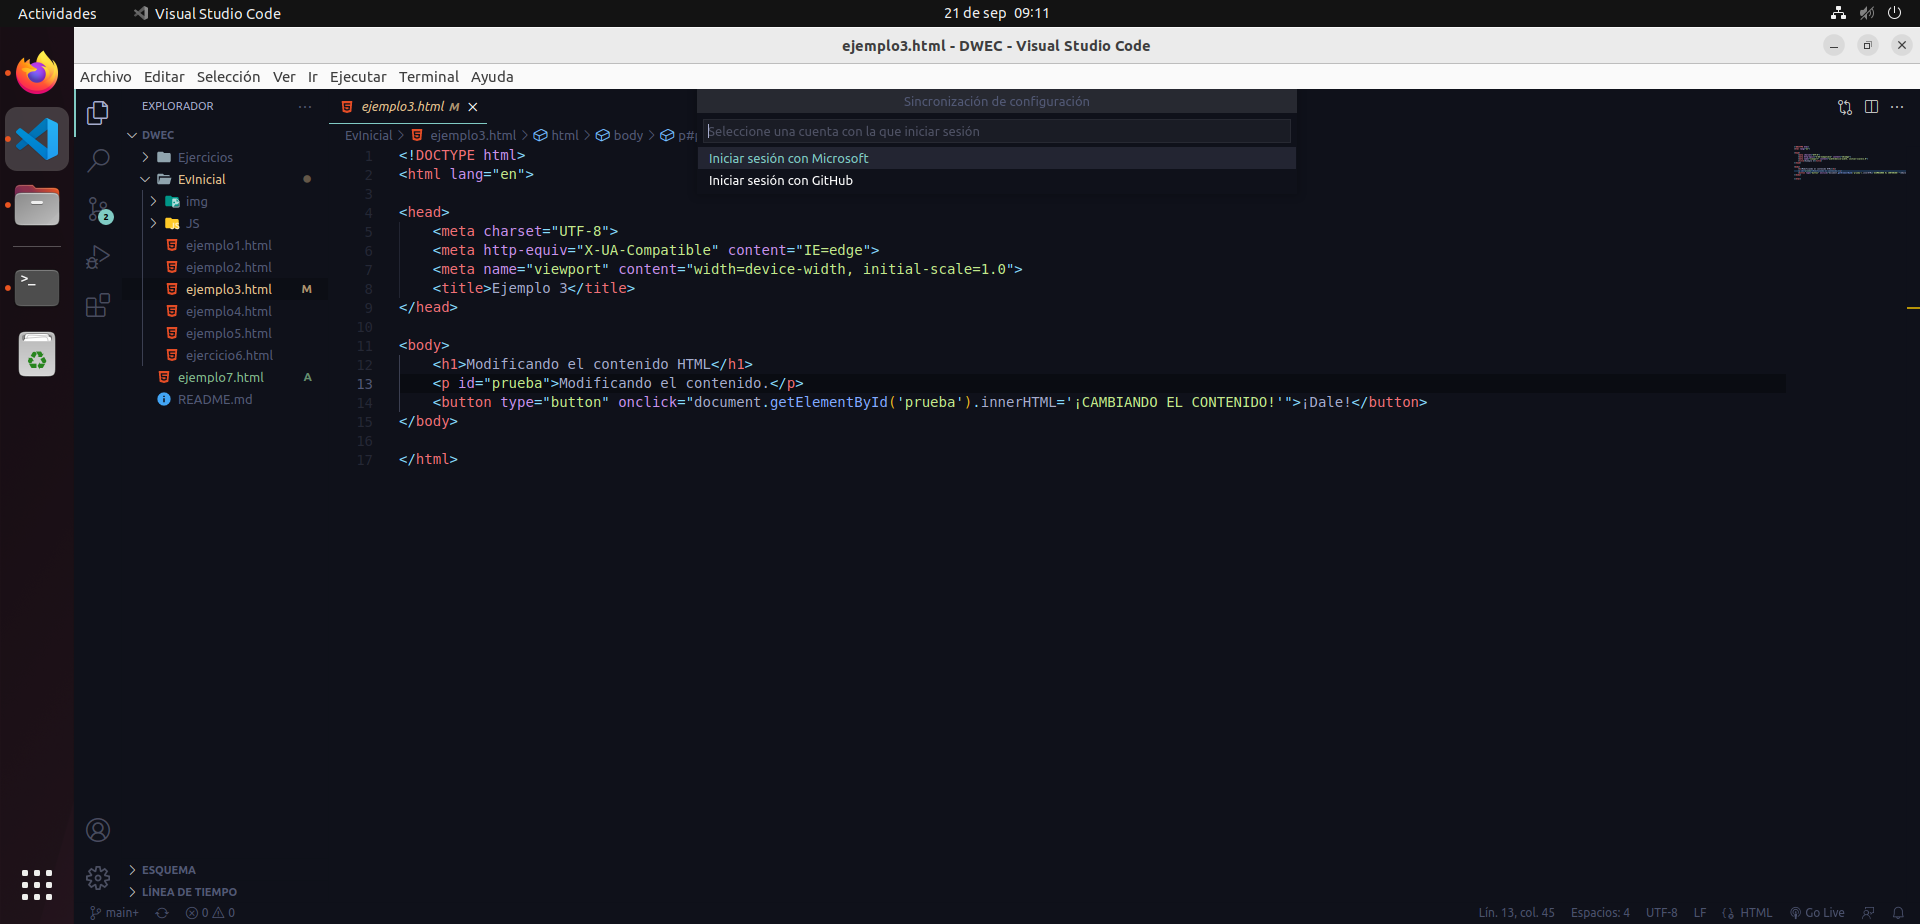 Actividades Visual Studio Code 21 de sep 09:11
ejemplo3.html - DWEC - Visual Studio Code
Archivo Editar Selección Ver Ir Ejecutar Terminal Ayuda
EXPLORADOR
DWEC
Ejercicios
EvInicial
img
JS
ejemplo1.html
ejemplo2.html
ejemplo3.html M
ejemplo4.html
ejemplo5.html
ejercicio6.html
ejemplo7.html A
README.md
2
ESQUEMA
LÍNEA DE TIEMPO
ejemplo3.html M
EvInicial > ejemplo3.html > html > body > p#
Sincronización de configuración
Seleccione una cuenta con la que iniciar sesión
Iniciar sesión con Microsoft
Iniciar sesión con GitHub
1 <!DOCTYPE html>
2 <html lang="en">
3
4 <head>
5 <meta charset="UTF-8">
6 <meta http-equiv="X-UA-Compatible" content="IE=edge">
7 <meta name="viewport" content="width=device-width, initial-scale=1.0">
8 <title>Ejemplo 3</title>
9 </head>
10
11 <body>
12 <h1>Modificando el contenido HTML</h1>
13 <p id="prueba">Modificando el contenido.</p>
14 <button type="button" onclick="document.getElementById('prueba').innerHTML='¡CAMBIANDO EL CONTENIDO!'">¡Dale!</button>
15 </body>
16
17 </html>
main+ 0 0 Lín. 13, col. 45 Espacios: 4 UTF-8 LF HTML Go Live